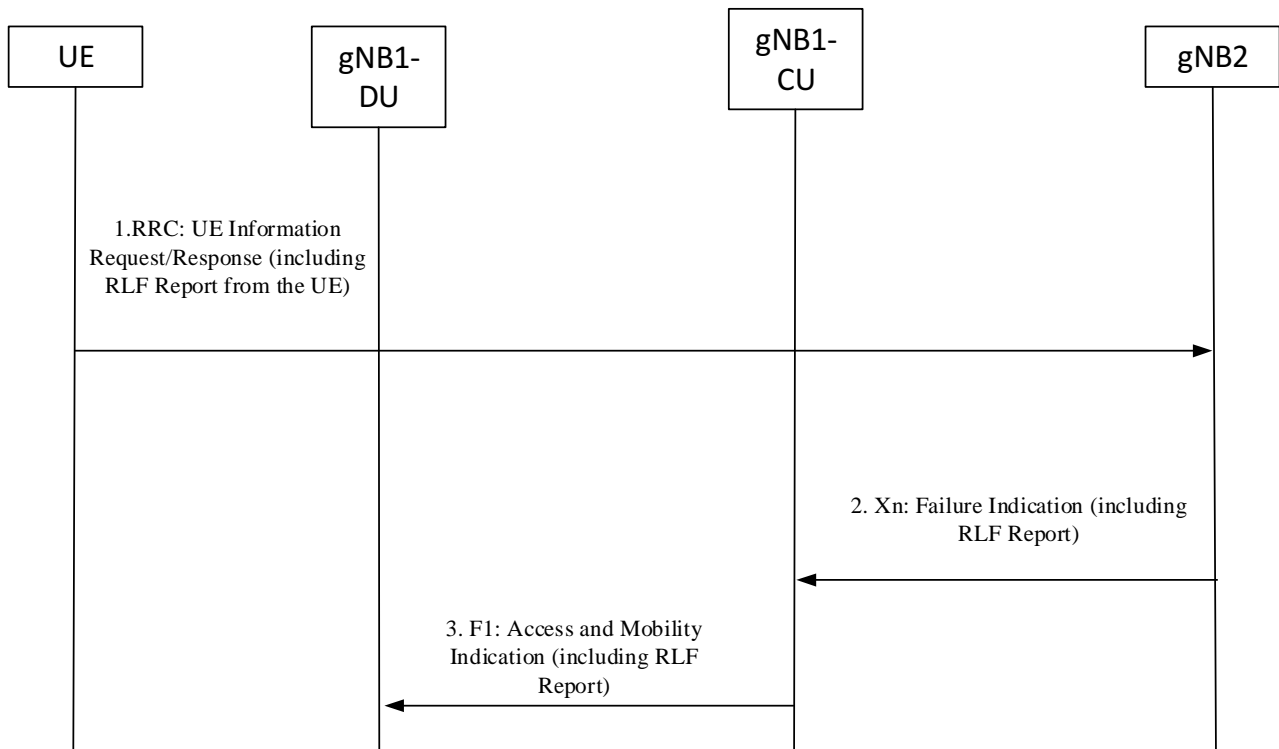 UE
gNB1-
DU
gNB1-
CU
gNB2
1.RRC: UE Information
Request/Response (including
RLF Report from the UE)
2. Xn: Failure Indication (including
RLF Report)
3. F1: Access and Mobility
Indication (including RLF
Report)